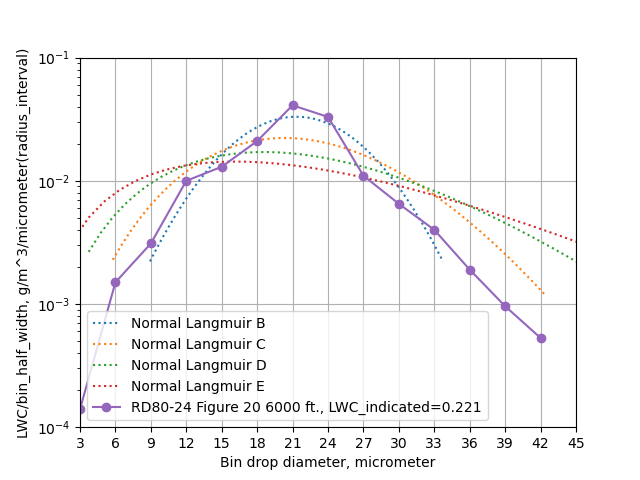 LWC/bin_half_width, g/m^3/micrometer(radius_interval)
10⁻¹
10⁻²
10⁻³
10⁻⁴
Normal Langmuir B
Normal Langmuir C
Normal Langmuir D
Normal Langmuir E
RD80-24 Figure 20 6000 ft., LWC_indicated=0.221
3 6 9 12 15 18 21 24 27 30 33 36 39 42 45
Bin drop diameter, micrometer